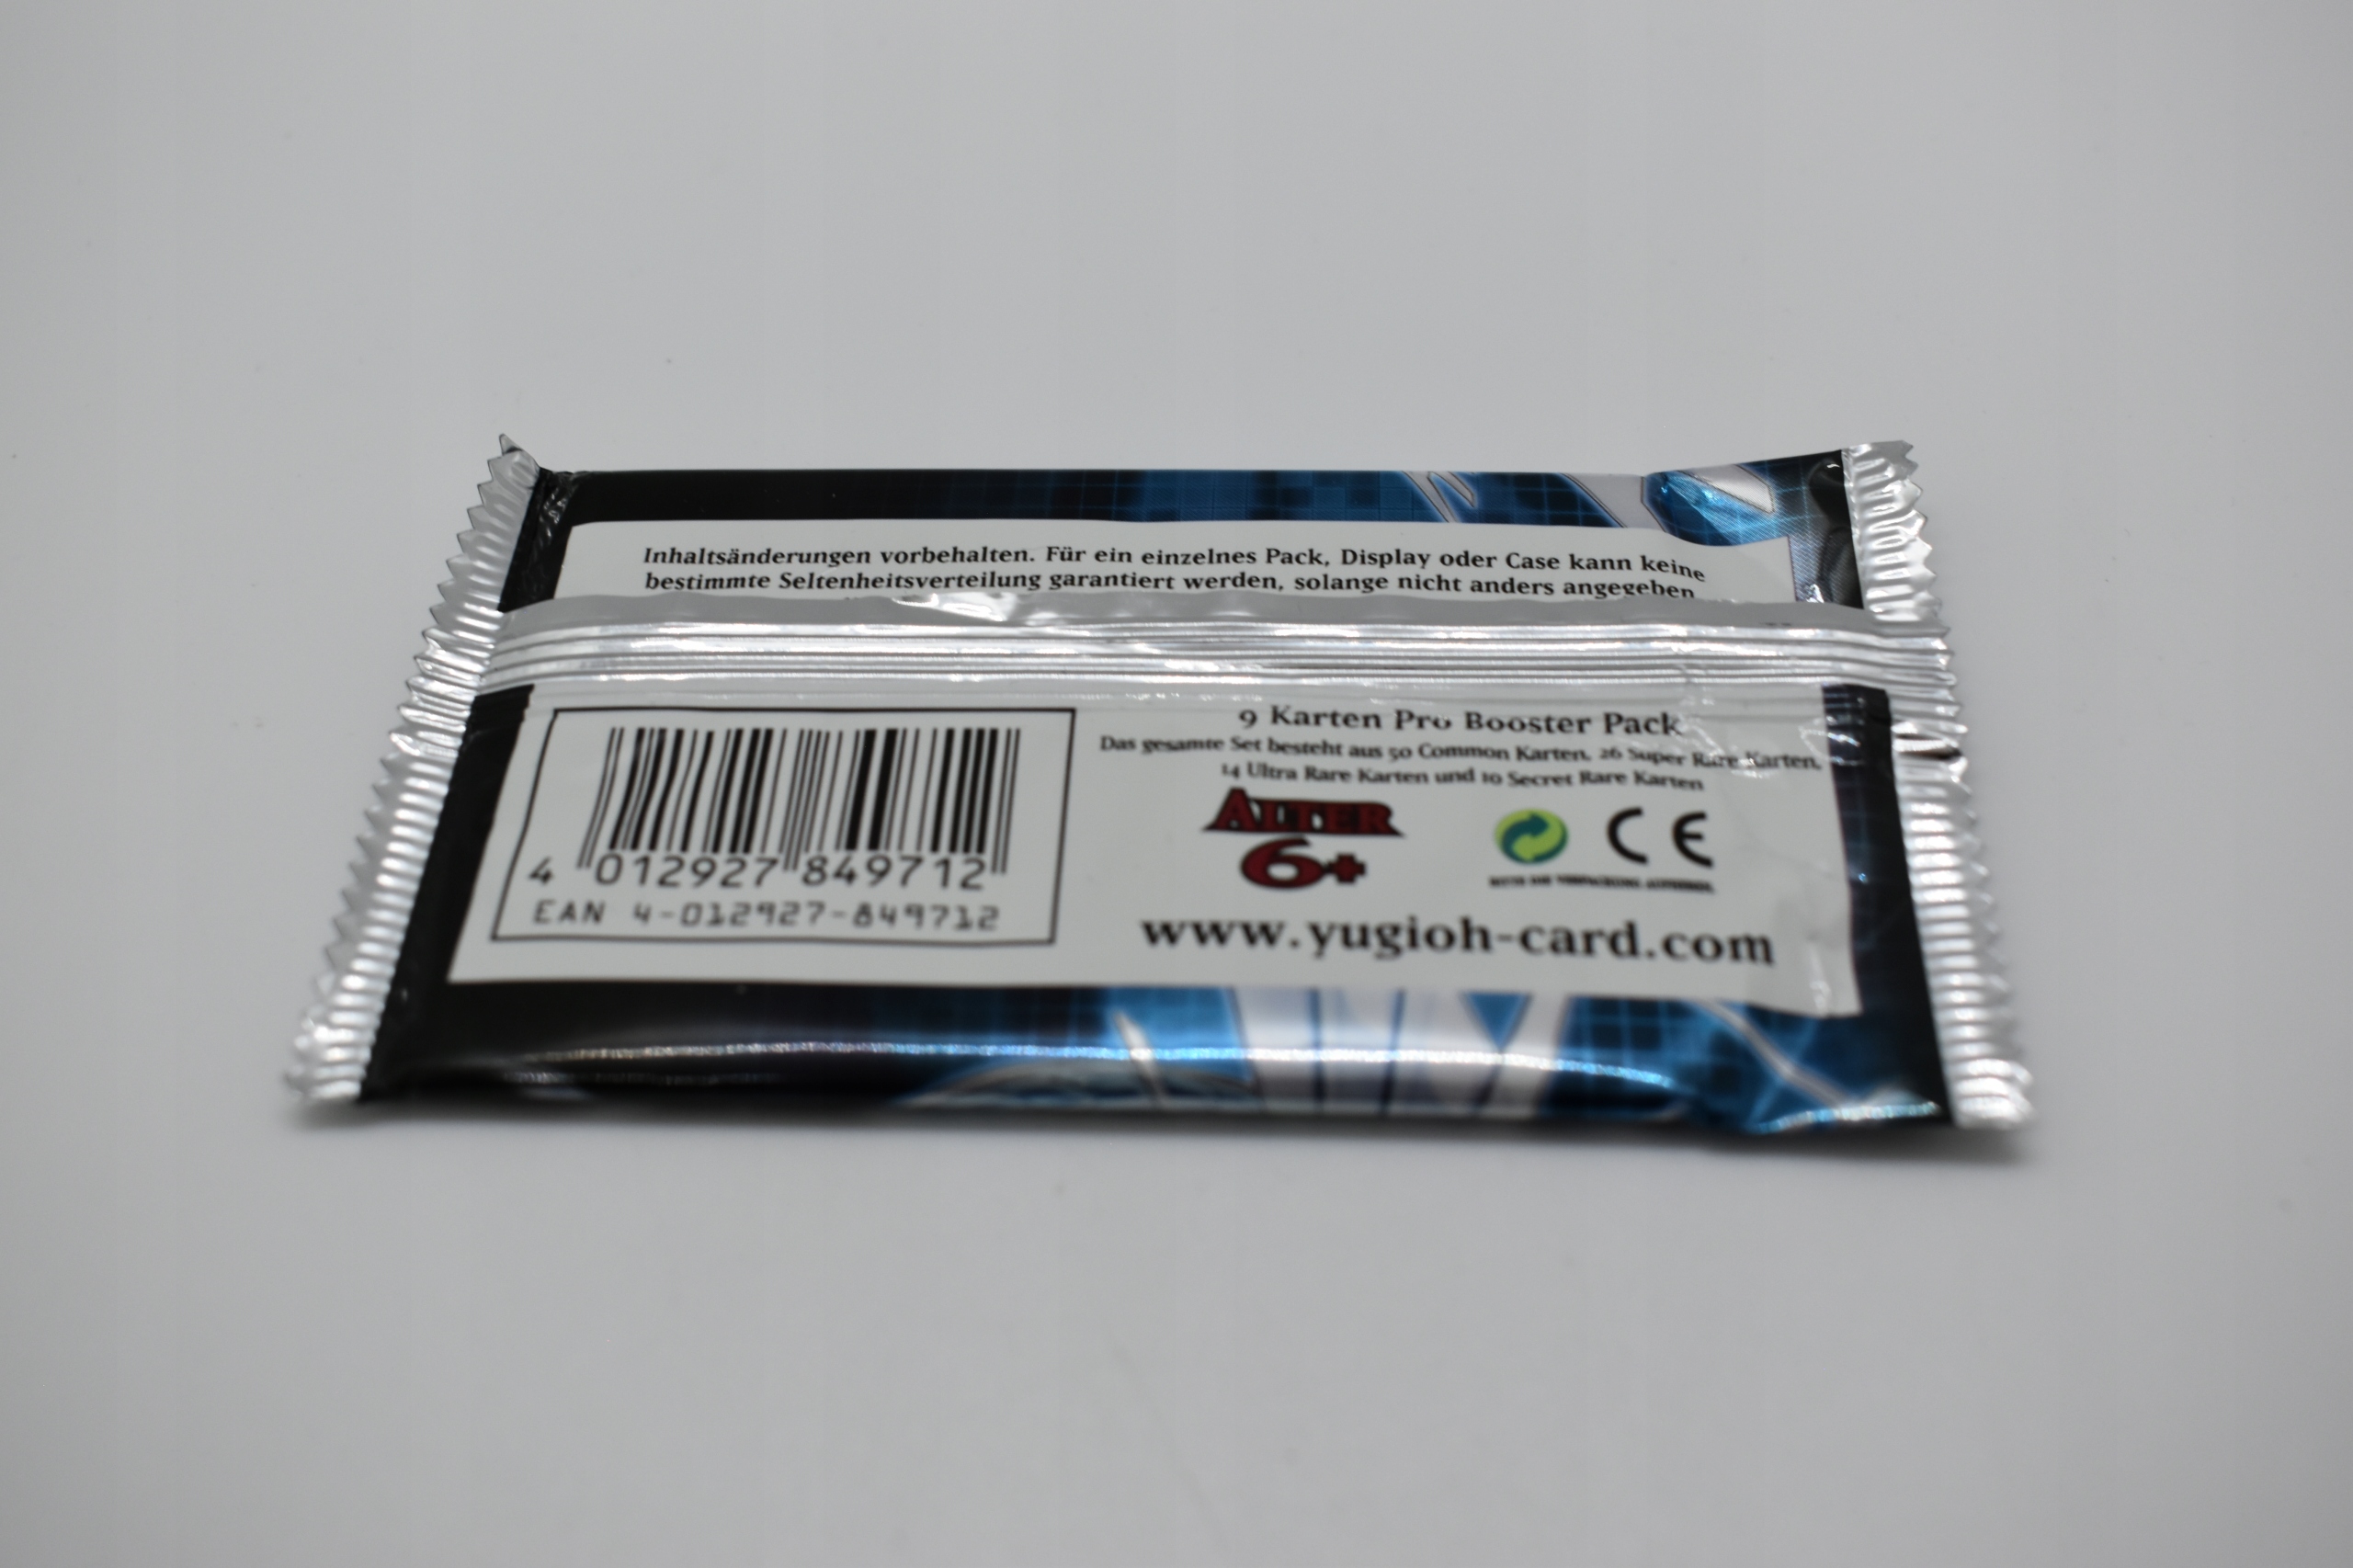 Inhaltsänderungen vorbehalten. Für ein einzelnes Pack, Display oder Case kann keine
bestimmte Seltenheitsverteilung garantiert werden, solange nicht anders angegeben
9 Karten Pro Booster Pack
Das gesamte Set besteht aus 50 Common Karten, 26 Super Rare Karten,
14 Ultra Rare Karten und 10 Secret Rare Karten
ALTER
6+
CE
www.yugioh-card.com
4 012927 849712
EAN 4-012927-849712